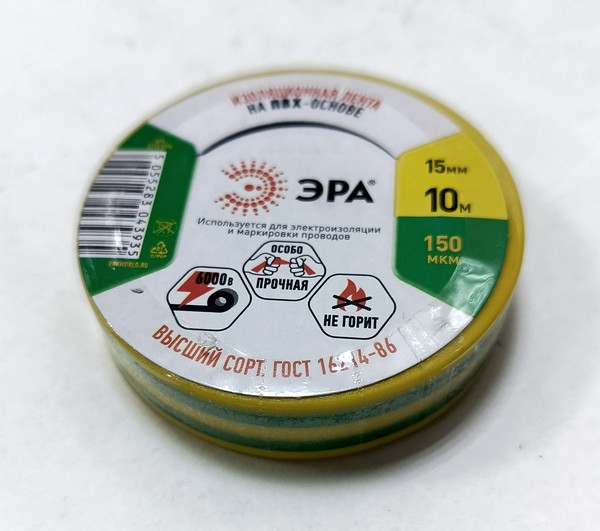 ИЗОЛЯЦИОННАЯ ЛЕНТА
НА ПВХ-ОСНОВЕ
ЭРА®
Используется для электроизоляции
и маркировки проводов
15мм
10м
150
МКМ
6000в
ОСОБО
ПРОЧНАЯ
НЕ ГОРИТ
ВЫСШИЙ СОРТ. ГОСТ 16214-86
5 055283 043935